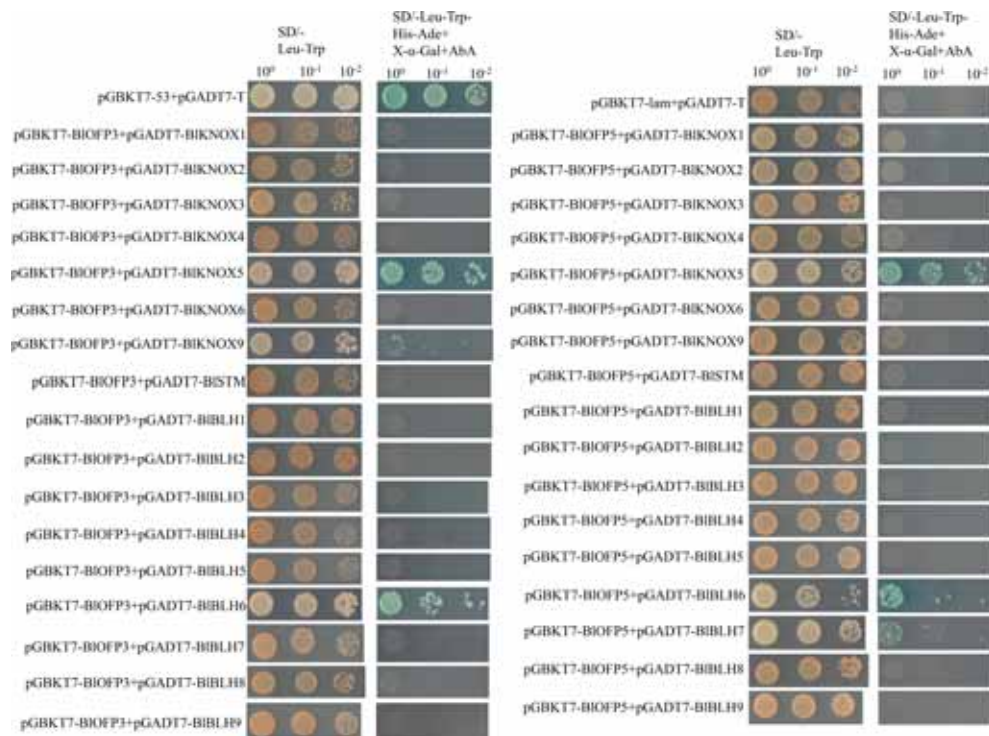 SD/-
Leu-Trp
SD/-Leu-Trp-
His-Ade+
X-α-Gal+AbA
10⁰ 10⁻¹ 10⁻² 10⁰ 10⁻¹ 10⁻²
pGBKT7-53+pGADT7-T
pGBKT7-BlOFP3+pGADT7-BlKNOX1
pGBKT7-BlOFP3+pGADT7-BlKNOX2
pGBKT7-BlOFP3+pGADT7-BlKNOX3
pGBKT7-BlOFP3+pGADT7-BlKNOX4
pGBKT7-BlOFP3+pGADT7-BlKNOX5
pGBKT7-BlOFP3+pGADT7-BlKNOX6
pGBKT7-BlOFP3+pGADT7-BlKNOX9
pGBKT7-BlOFP3+pGADT7-BlSTM
pGBKT7-BlOFP3+pGADT7-BlBLH1
pGBKT7-BlOFP3+pGADT7-BlBLH2
pGBKT7-BlOFP3+pGADT7-BlBLH3
pGBKT7-BlOFP3+pGADT7-BlBLH4
pGBKT7-BlOFP3+pGADT7-BlBLH5
pGBKT7-BlOFP3+pGADT7-BlBLH6
pGBKT7-BlOFP3+pGADT7-BlBLH7
pGBKT7-BlOFP3+pGADT7-BlBLH8
pGBKT7-BlOFP3+pGADT7-BlBLH9
SD/-
Leu-Trp
SD/-Leu-Trp-
His-Ade+
X-α-Gal+AbA
10⁰ 10⁻¹ 10⁻² 10⁰ 10⁻¹ 10⁻²
pGBKT7-lam+pGADT7-T
pGBKT7-BlOFP5+pGADT7-BlKNOX1
pGBKT7-BlOFP5+pGADT7-BlKNOX2
pGBKT7-BlOFP5+pGADT7-BlKNOX3
pGBKT7-BlOFP5+pGADT7-BlKNOX4
pGBKT7-BlOFP5+pGADT7-BlKNOX5
pGBKT7-BlOFP5+pGADT7-BlKNOX6
pGBKT7-BlOFP5+pGADT7-BlKNOX9
pGBKT7-BlOFP5+pGADT7-BlSTM
pGBKT7-BlOFP5+pGADT7-BlBLH1
pGBKT7-BlOFP5+pGADT7-BlBLH2
pGBKT7-BlOFP5+pGADT7-BlBLH3
pGBKT7-BlOFP5+pGADT7-BlBLH4
pGBKT7-BlOFP5+pGADT7-BlBLH5
pGBKT7-BlOFP5+pGADT7-BlBLH6
pGBKT7-BlOFP5+pGADT7-BlBLH7
pGBKT7-BlOFP5+pGADT7-BlBLH8
pGBKT7-BlOFP5+pGADT7-BlBLH9